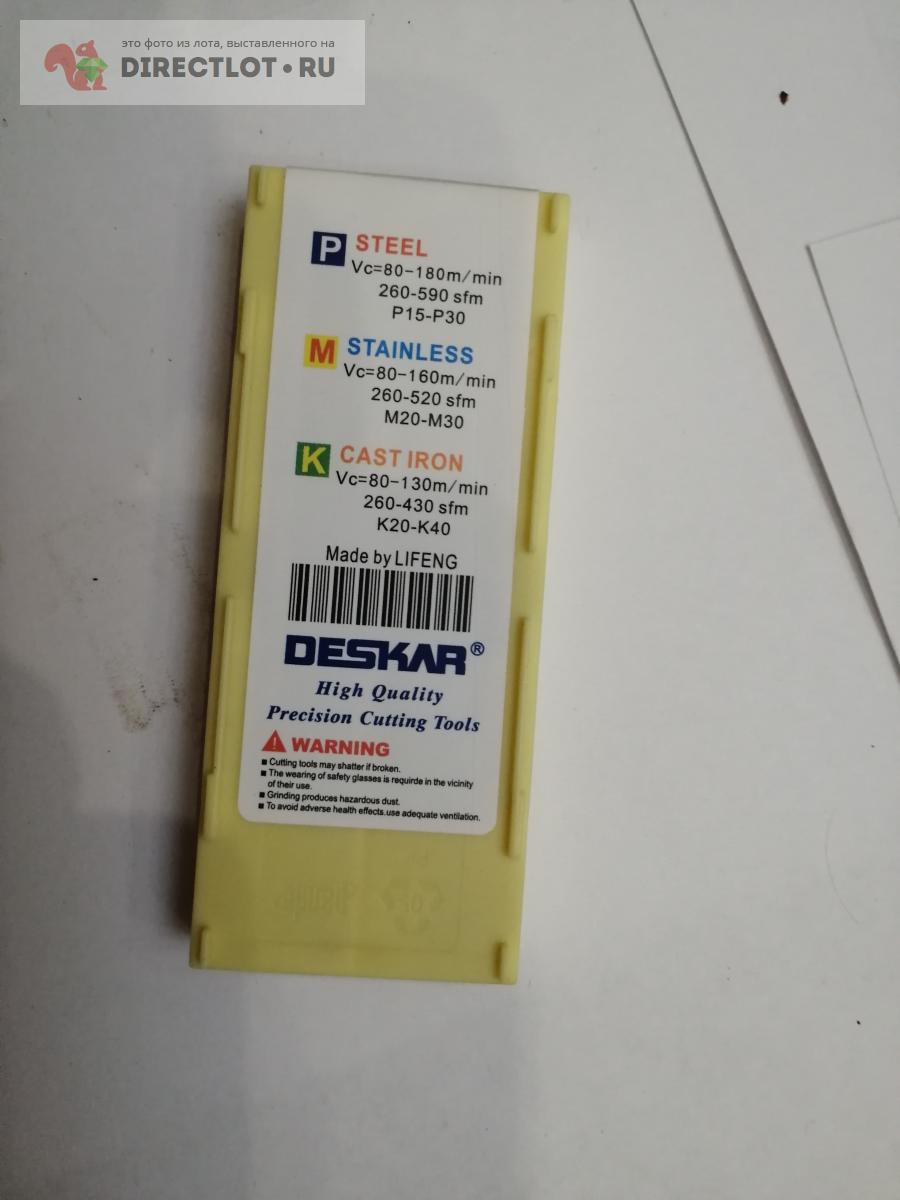 это фото из лота, выставленного на
DIRECTLOT•RU
P STEEL
Vc=80-180m/min
260-590 sfm
P15-P30
M STAINLESS
Vc=80-160m/min
260-520 sfm
M20-M30
K CAST IRON
Vc=80-130m/min
260-430 sfm
K20-K40
Made by LIFENG
DESKAR®
High Quality
Precision Cutting Tools
WARNING
■ Cutting tools may shatter if broken.
■ The wearing of safety glasses is requirde in the vicinity
of their use.
■ Grinding produces hazardous dust.
■ To avoid adverse health effects.use adequate ventilation.